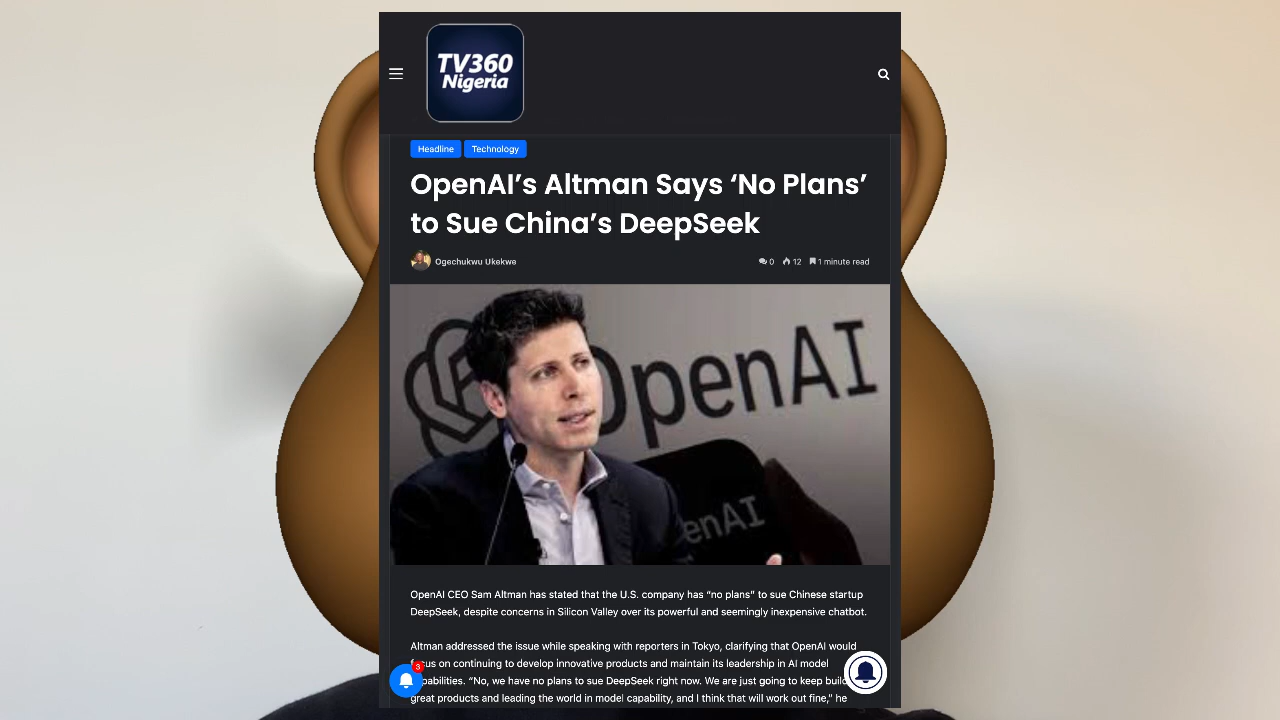 TV360
Nigeria
Headline Technology
OpenAI’s Altman Says ‘No Plans’
to Sue China’s DeepSeek
Ogechukwu Ukekwe 0 12 1 minute read
OpenAI
enAI
OpenAI CEO Sam Altman has stated that the U.S. company has “no plans” to sue Chinese startup
DeepSeek, despite concerns in Silicon Valley over its powerful and seemingly inexpensive chatbot.
Altman addressed the issue while speaking with reporters in Tokyo, clarifying that OpenAI would
focus on continuing to develop innovative products and maintain its leadership in AI model
capabilities. “No, we have no plans to sue DeepSeek right now. We are just going to keep build
great products and leading the world in model capability, and I think that will work out fine,” he
3